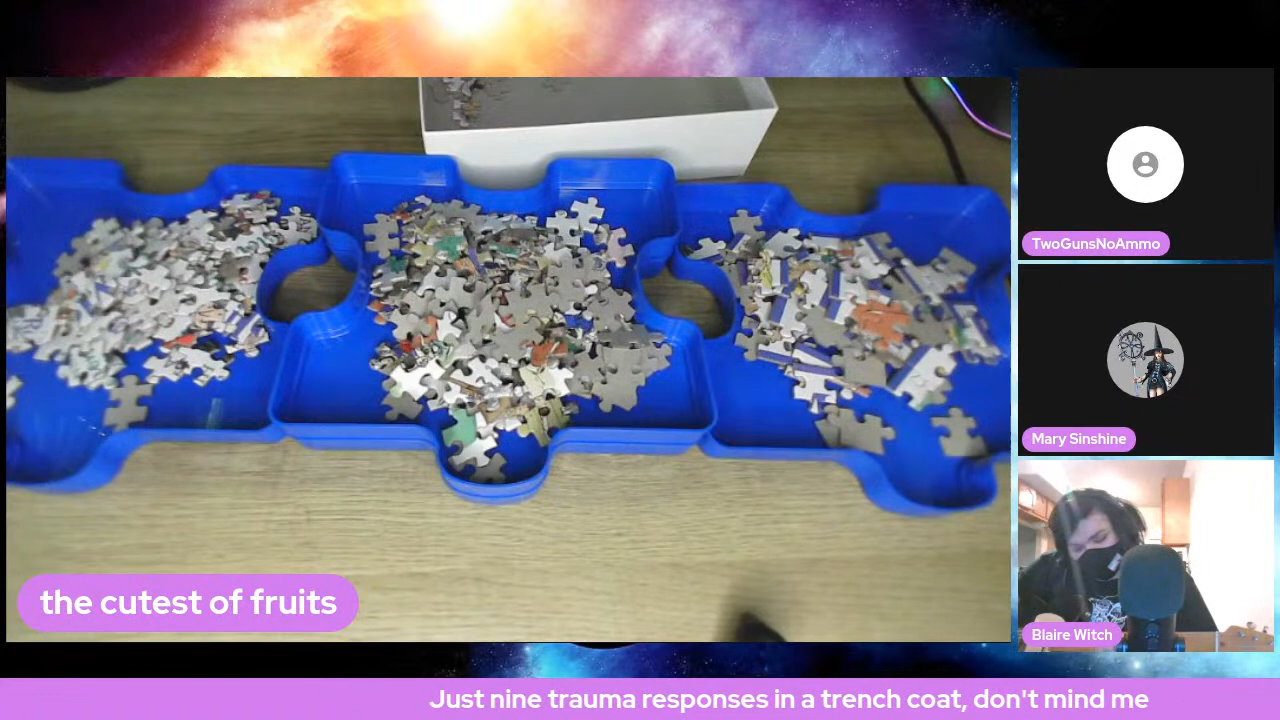 TwoGunsNoAmmo
Mary Sinshine
the cutest of fruits
Blaire Witch
Just nine trauma responses in a trench coat, don't mind me